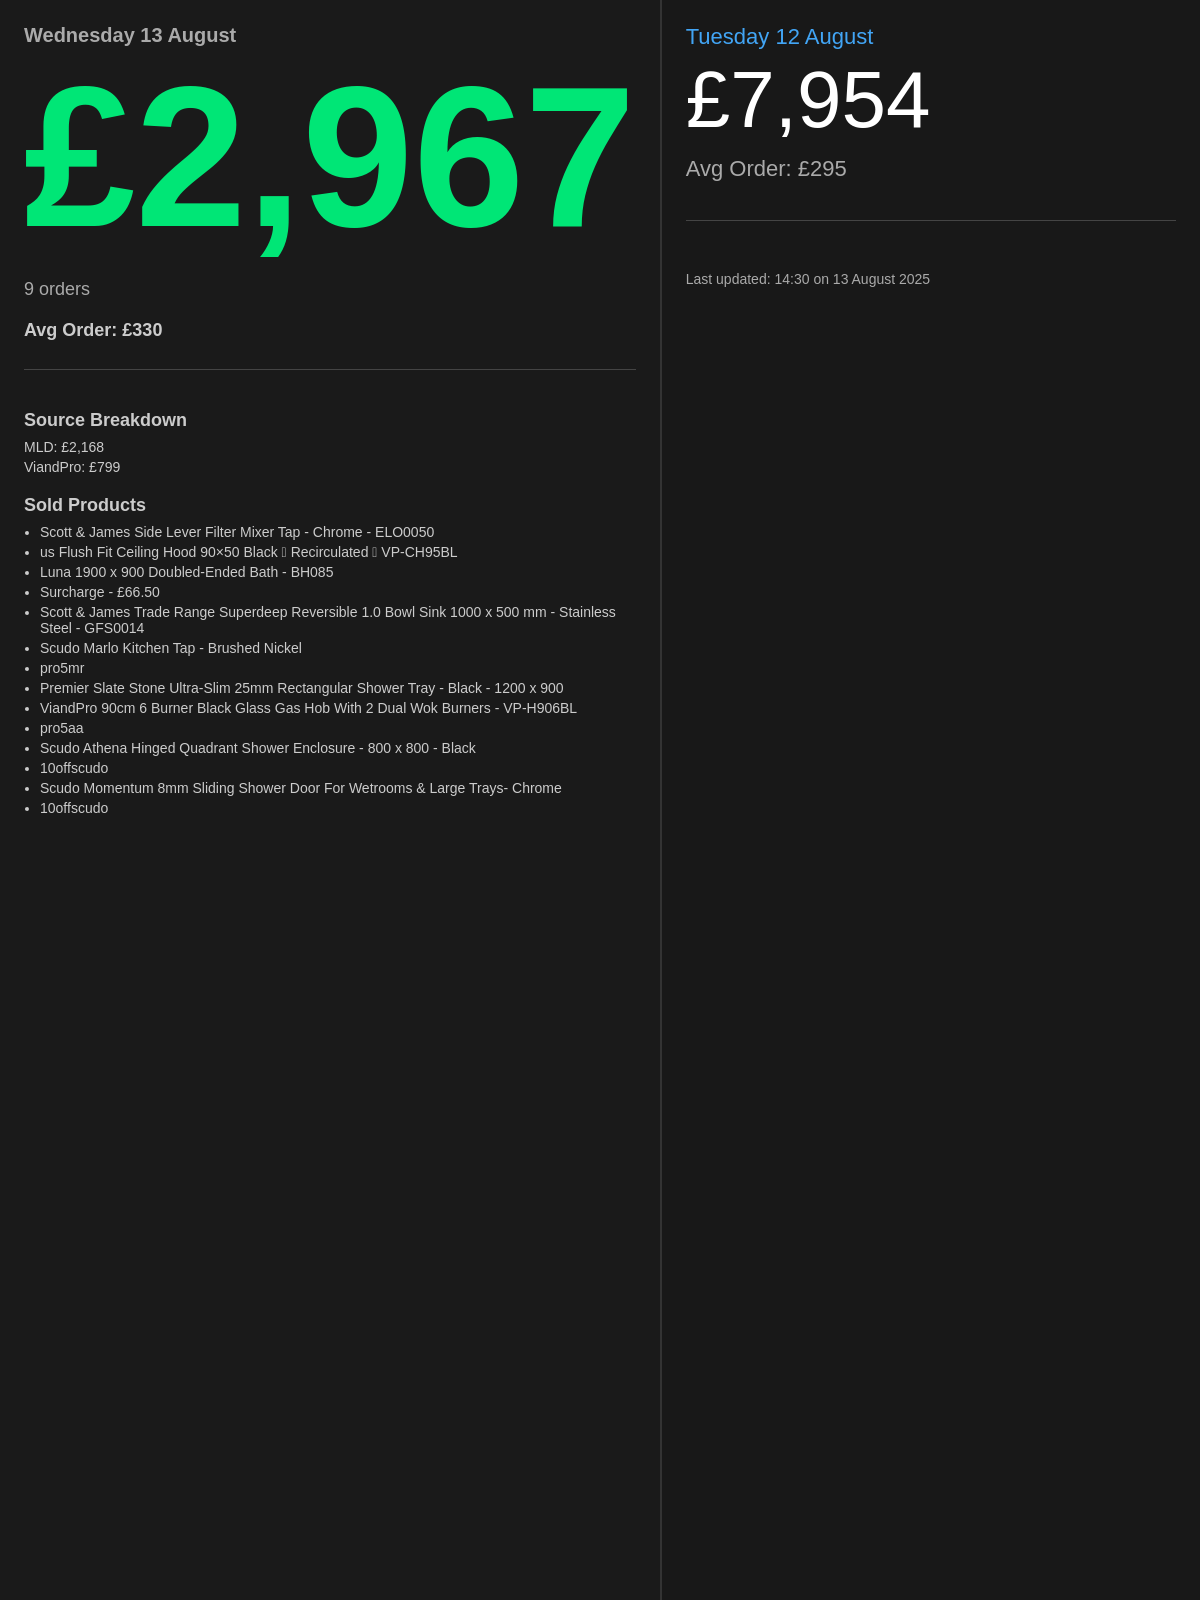 Wednesday 13 August
£2,967
9 orders
Avg Order: £330
Source Breakdown
MLD: £2,168
ViandPro: £799
Sold Products
• Scott & James Side Lever Filter Mixer Tap - Chrome - ELO0050
• us Flush Fit Ceiling Hood 90×50 Black ▯ Recirculated ▯ VP-CH95BL
• Luna 1900 x 900 Doubled-Ended Bath - BH085
• Surcharge - £66.50
• Scott & James Trade Range Superdeep Reversible 1.0 Bowl Sink 1000 x 500 mm - Stainless
Steel - GFS0014
• Scudo Marlo Kitchen Tap - Brushed Nickel
• pro5mr
• Premier Slate Stone Ultra-Slim 25mm Rectangular Shower Tray - Black - 1200 x 900
• ViandPro 90cm 6 Burner Black Glass Gas Hob With 2 Dual Wok Burners - VP-H906BL
• pro5aa
• Scudo Athena Hinged Quadrant Shower Enclosure - 800 x 800 - Black
• 10offscudo
• Scudo Momentum 8mm Sliding Shower Door For Wetrooms & Large Trays- Chrome
• 10offscudo
Tuesday 12 August
£7,954
Avg Order: £295
Last updated: 14:30 on 13 August 2025